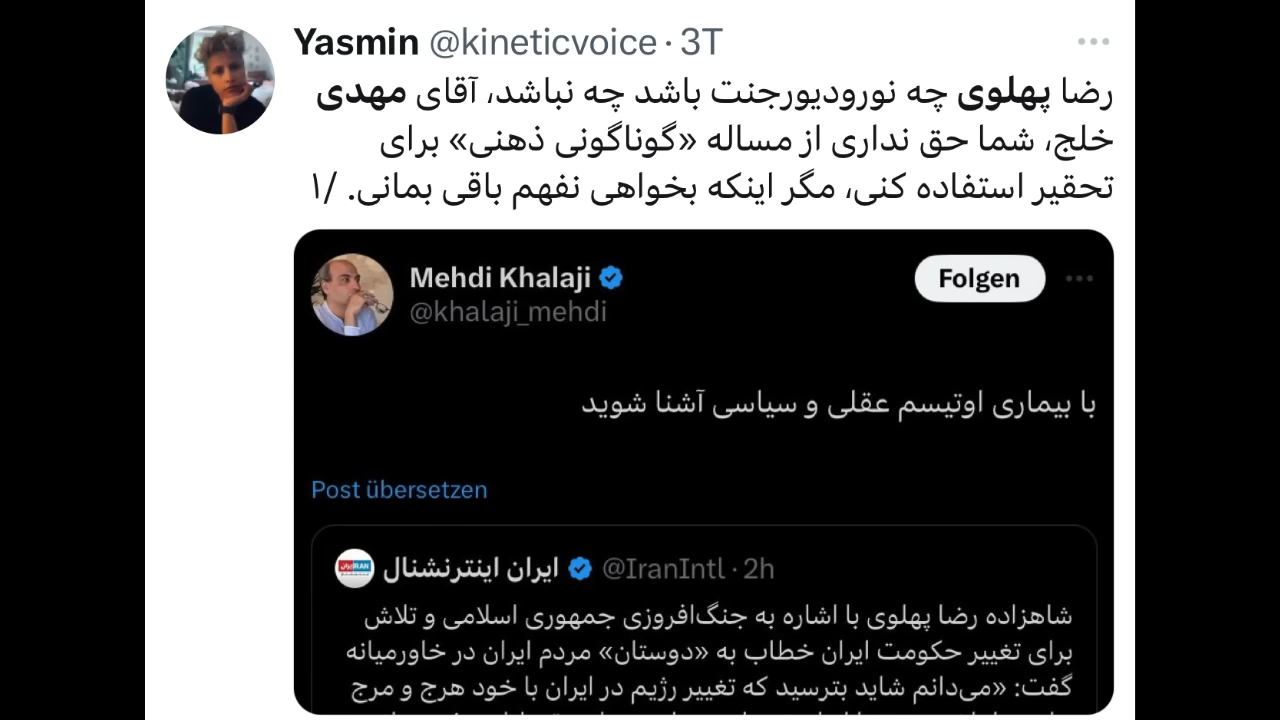 Yasmin @kineticvoice · 3T
رضا پهلوی چه نورودیورجنت باشد چه نباشد، آقای مهدی
خلج، شما حق نداری از مساله «گوناگونی ذهنی» برای
تحقیر استفاده کنی، مگر اینکه بخواهی نفهم باقی بمانی. /۱
Mehdi Khalaji
Folgen
@khalaji_mehdi
با بیماری اوتیسم عقلی و سیاسی آشنا شوید
Post übersetzen
ایران اینترنشنال @IranIntl · 2h
شاهزاده رضا پهلوی با اشاره به جنگ‌افروزی جمهوری اسلامی و تلاش
برای تغییر حکومت ایران خطاب به «دوستان» مردم ایران در خاورمیانه
گفت: «می‌دانم شاید بترسید که تغییر رژیم در ایران با خود هرج و مرج